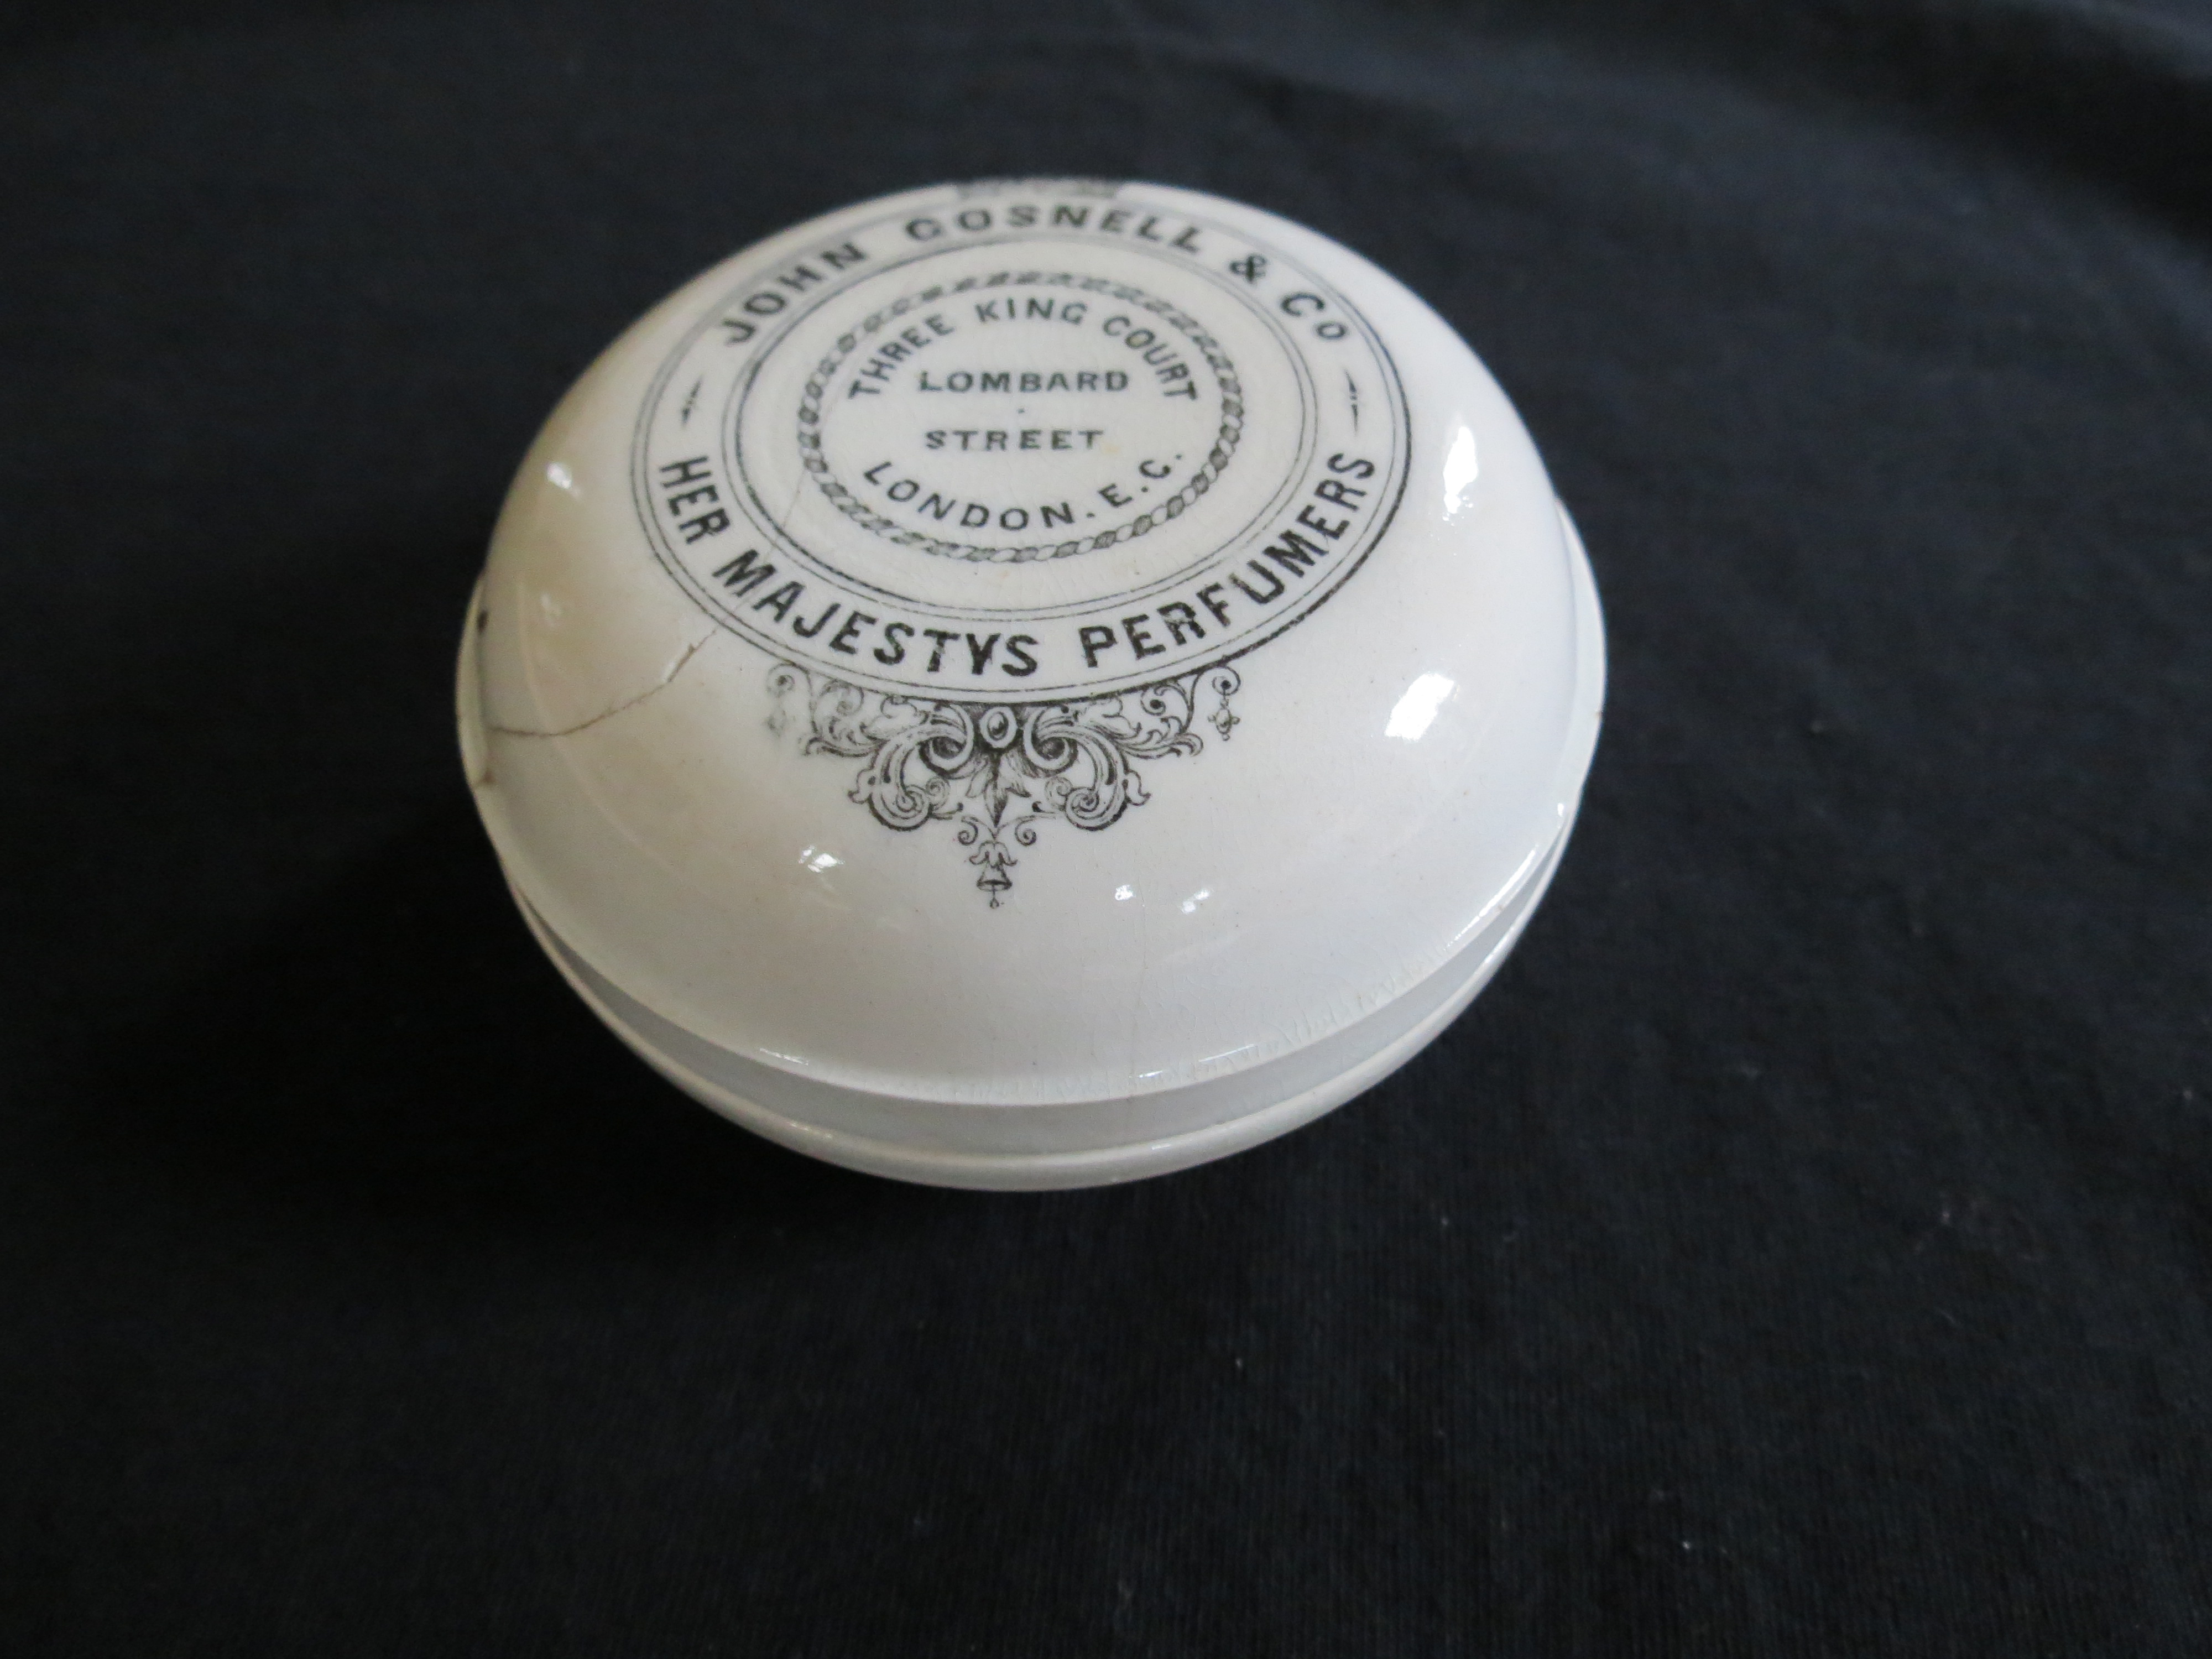 JOHN GOSNELL & Co
THREE KING COURT
LOMBARD
STREET
LONDON. E.C.
HER MAJESTYS PERFUMERS